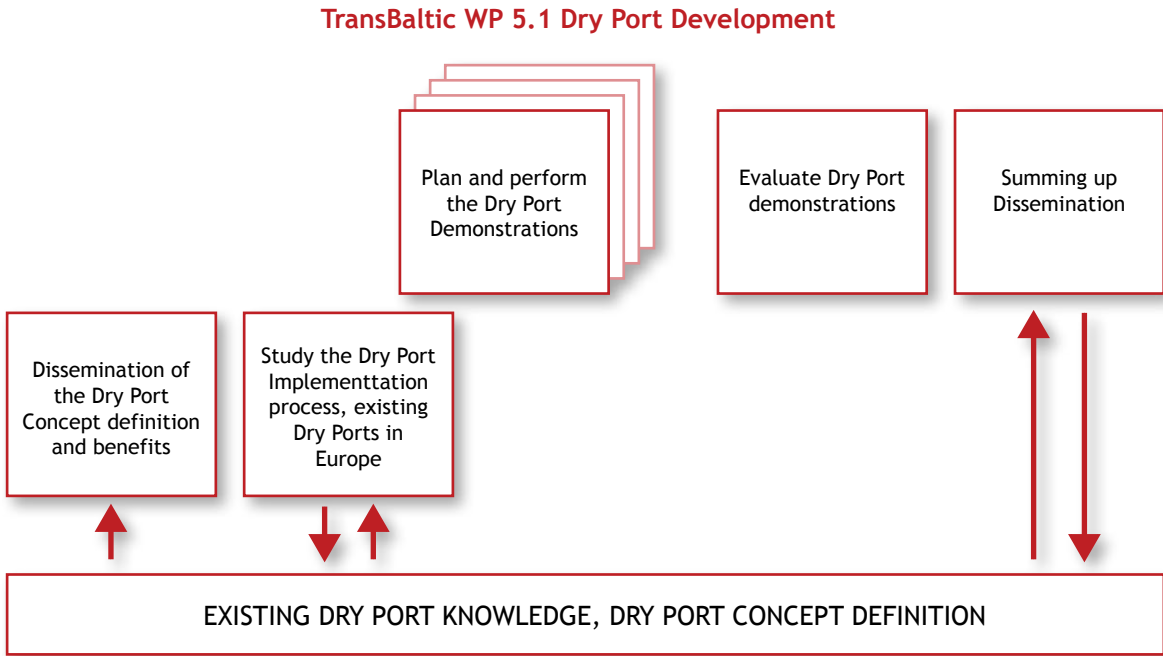 TransBaltic WP 5.1 Dry Port Development
Plan and perform
the Dry Port
Demonstrations
Evaluate Dry Port
demonstrations
Summing up
Dissemination
Dissemination of
the Dry Port
Concept definition
and benefits
Study the Dry Port
Implementtation
process, existing
Dry Ports in
Europe
EXISTING DRY PORT KNOWLEDGE, DRY PORT CONCEPT DEFINITION